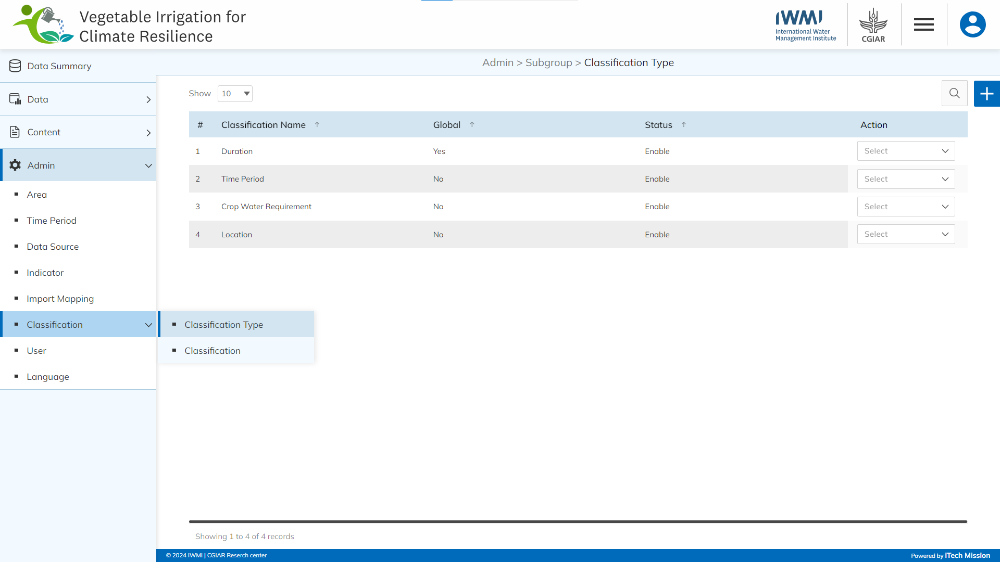 Vegetable Irrigation for
Climate Resilience
IWMI
International Water
Management Institute
CGIAR
Data Summary
Data
Content
Admin
Area
Time Period
Data Source
Indicator
Import Mapping
Classification
User
Language
Classification Type
Classification
Admin > Subgroup > Classification Type
Show 10
# Classification Name Global Status Action
1 Duration Yes Enable Select
2 Time Period No Enable Select
3 Crop Water Requirement No Enable Select
4 Location No Enable Select
Showing 1 to 4 of 4 records
© 2024 IWMI | CGIAR Reserch center
Powered by iTech Mission